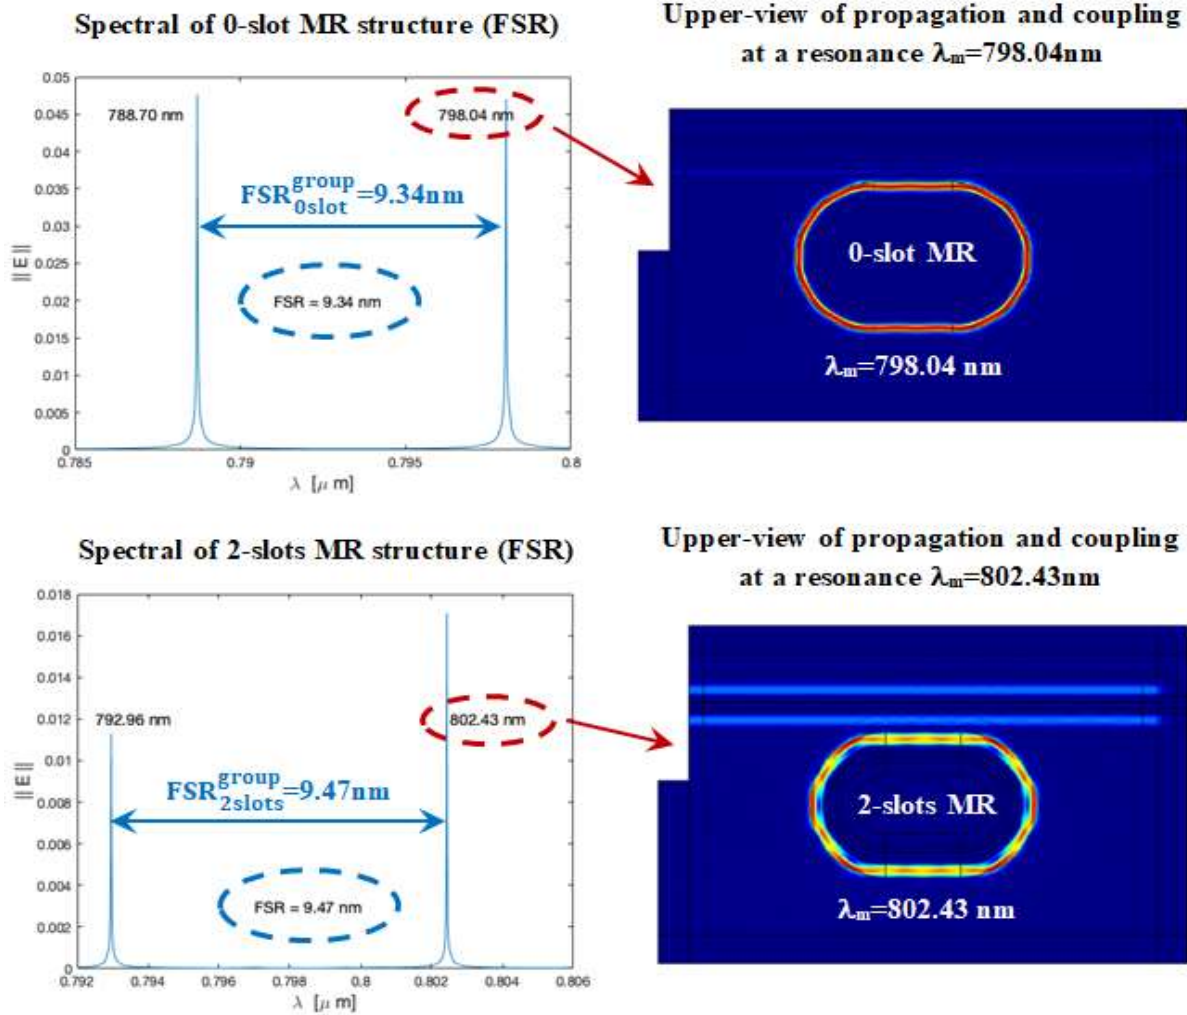 Spectral of 0-slot MR structure (FSR)
0.05
0.045
0.04
0.035
0.03
0.025
0.02
0.015
0.01
0.005
0
|| E ||
788.70 nm
798.04 nm
FSR^group_0slot=9.34nm
FSR = 9.34 nm
0.785
0.79
0.795
0.8
λ [μ m]
Upper-view of propagation and coupling
at a resonance λm=798.04nm
0-slot MR
λm=798.04 nm
Spectral of 2-slots MR structure (FSR)
0.018
0.016
0.014
0.012
0.01
0.008
0.006
0.004
0.002
0
|| E ||
792.96 nm
802.43 nm
FSR^group_2slots=9.47nm
FSR = 9.47 nm
0.792
0.794
0.796
0.798
0.8
0.802
0.804
0.806
λ [μ m]
Upper-view of propagation and coupling
at a resonance λm=802.43nm
2-slots MR
λm=802.43 nm